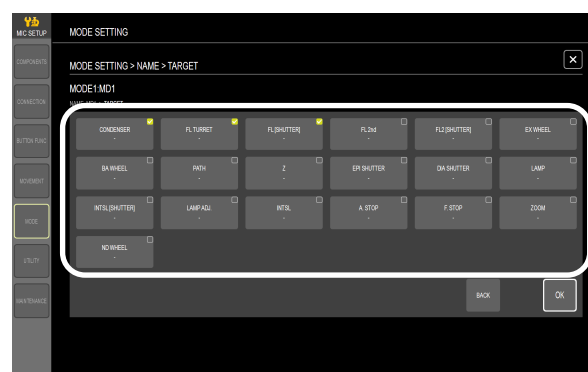 MIC SETUP
MODE SETTING
COMPONENTS
MODE SETTING > NAME > TARGET
MODE1:MD1
CONNECTION
CONDENSER
-
FL TURRET
-
FL[SHUTTER]
-
FL 2nd
-
FL2 [SHUTTER]
-
EX WHEEL
-
BUTTON FUNC
BA WHEEL
-
PATH
-
Z
-
EPI SHUTTER
-
DIA SHUTTER
-
LAMP
-
MOVEMENT
INTSL[SHUTTER]
-
LAMP ADJ.
-
INTSL
-
A. STOP
-
F. STOP
-
ZOOM
-
MODE
ND WHEEL
-
UTILITY
MAINTENANCE
BACK
OK